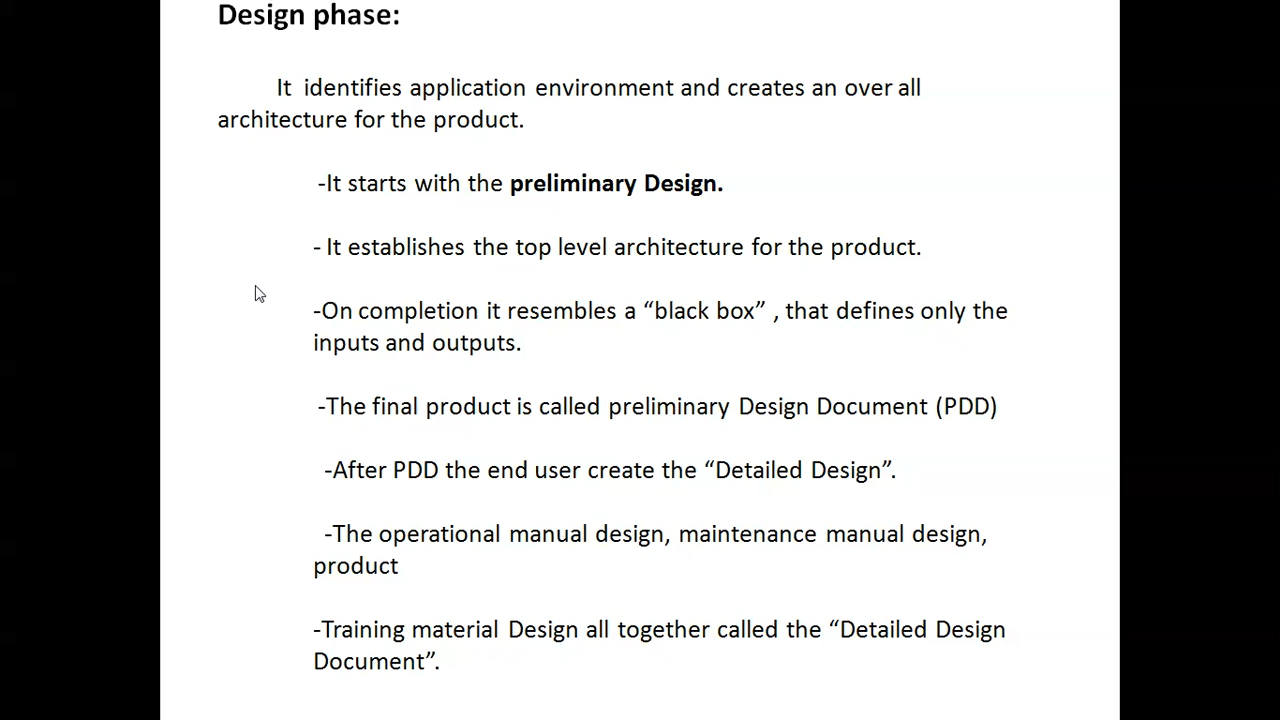 Design phase:
It identifies application environment and creates an over all
architecture for the product.
-It starts with the preliminary Design.
- It establishes the top level architecture for the product.
-On completion it resembles a “black box” , that defines only the
inputs and outputs.
-The final product is called preliminary Design Document (PDD)
-After PDD the end user create the “Detailed Design”.
-The operational manual design, maintenance manual design,
product
-Training material Design all together called the “Detailed Design
Document”.